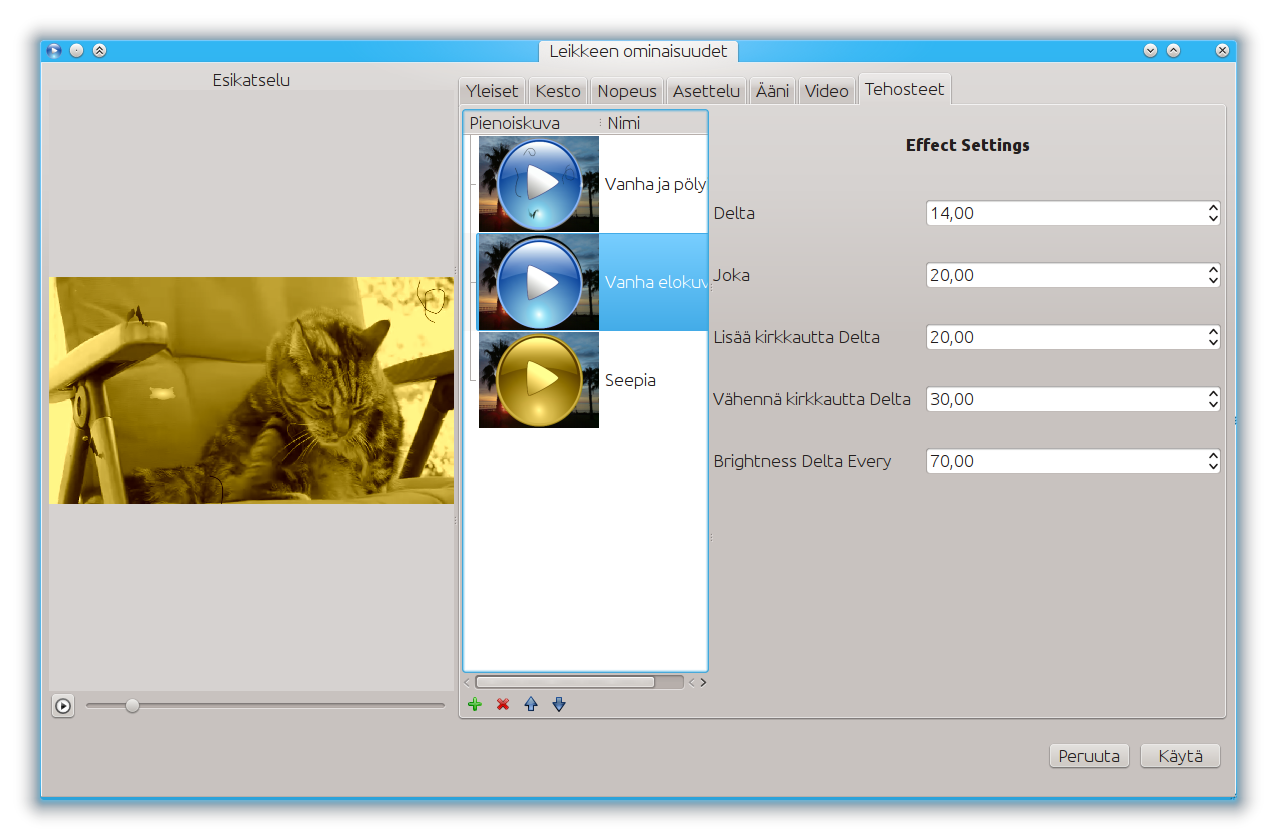 Leikkeen ominaisuudet
Esikatselu
Yleiset Kesto Nopeus Asettelu Ääni Video Tehosteet
Pienoiskuva Nimi
Vanha ja pöly
Vanha elokuv
Seepia
Effect Settings
Delta 14,00
Joka 20,00
Lisää kirkkautta Delta 20,00
Vähennä kirkkautta Delta 30,00
Brightness Delta Every 70,00
Peruuta Käytä